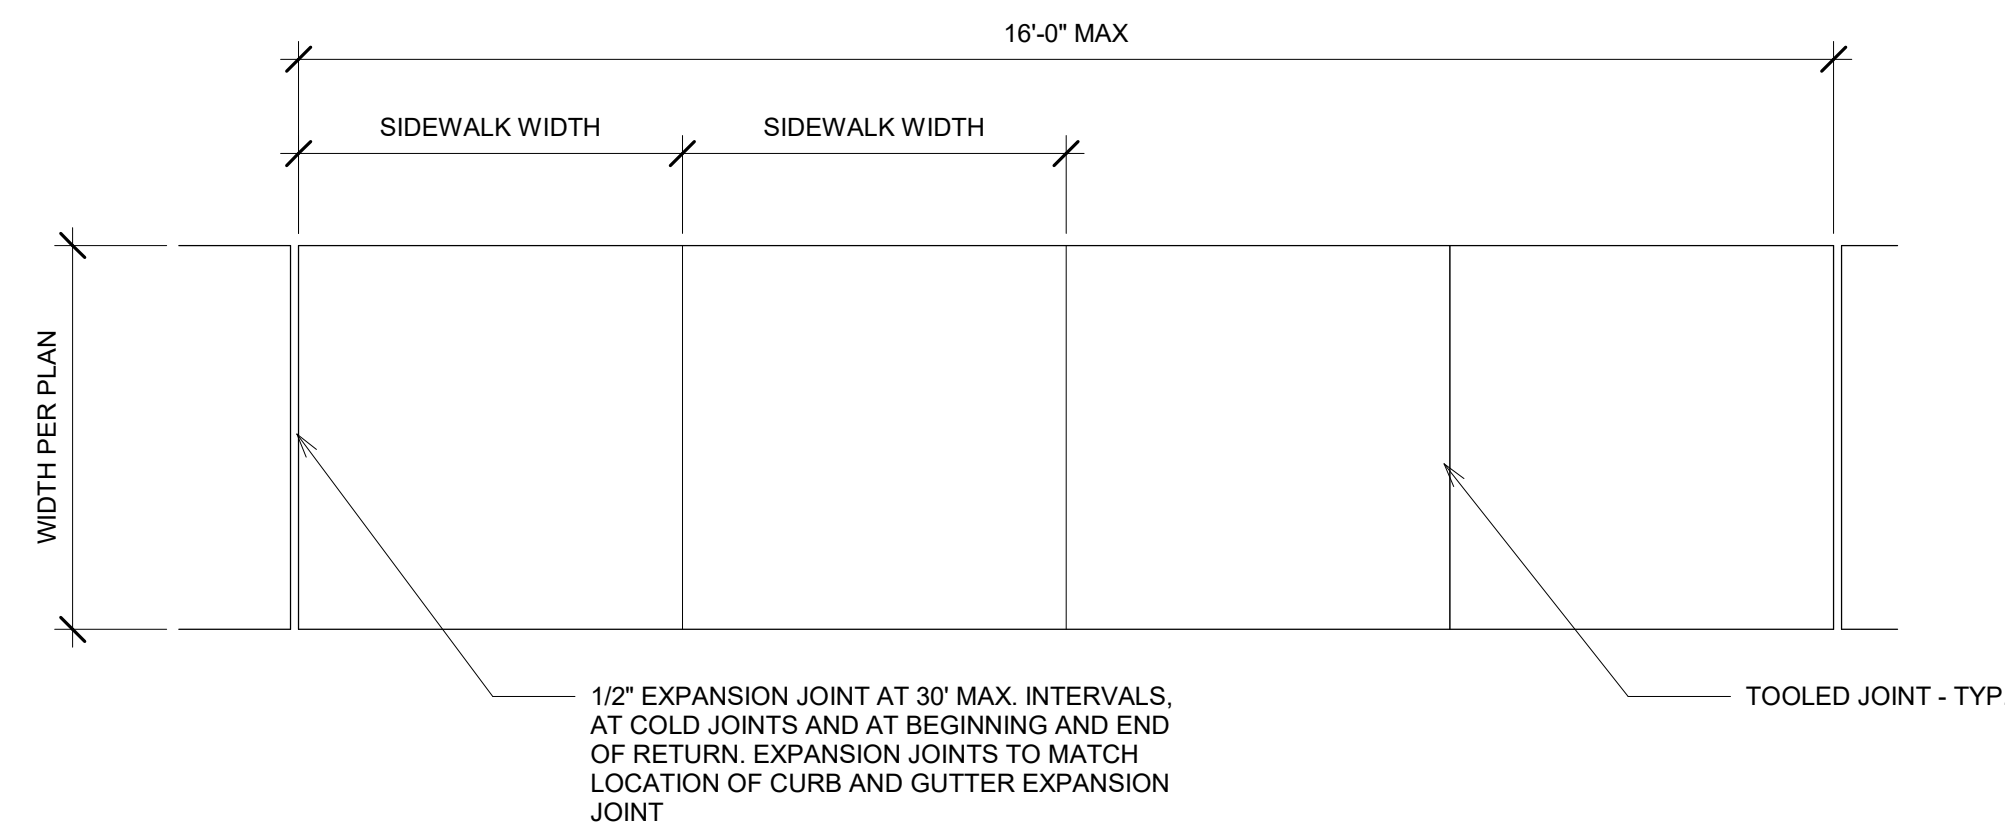 16'-0" MAX
SIDEWALK WIDTH
SIDEWALK WIDTH
WIDTH PER PLAN
1/2" EXPANSION JOINT AT 30' MAX. INTERVALS,
AT COLD JOINTS AND AT BEGINNING AND END
OF RETURN. EXPANSION JOINTS TO MATCH
LOCATION OF CURB AND GUTTER EXPANSION
JOINT
TOOLED JOINT - TYP.